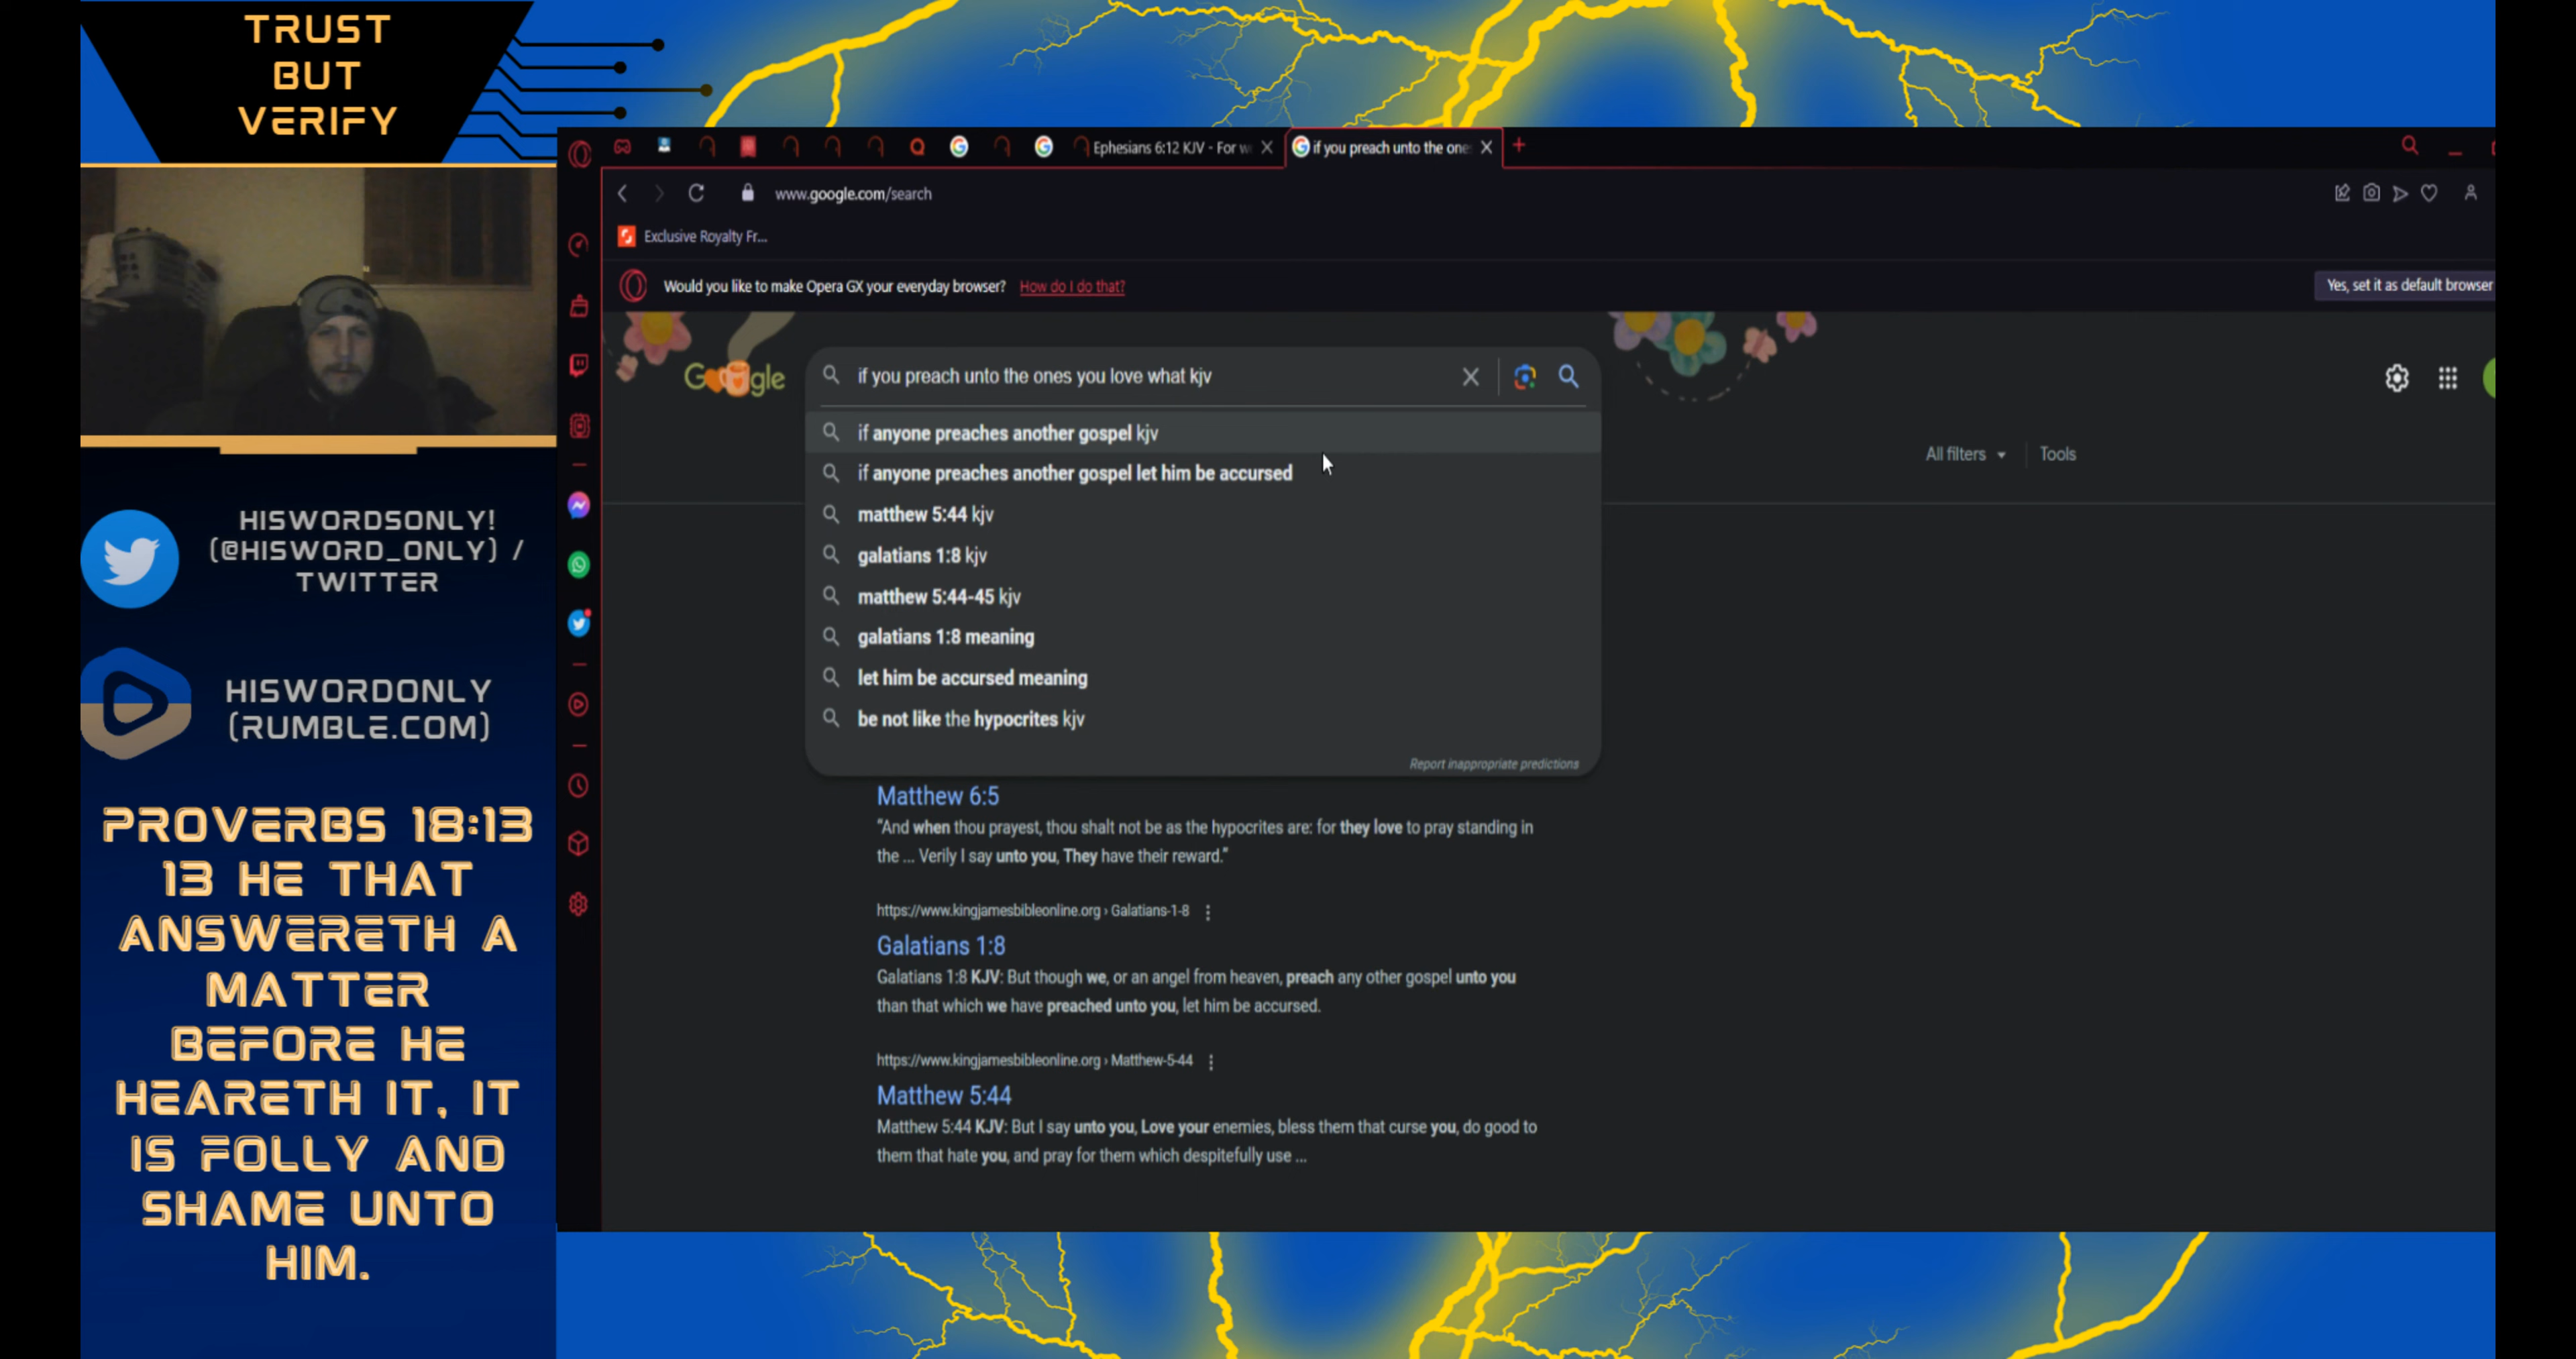 TRUST
BUT
VERIFY
HISWORDSONLY!
(@HISWORD_ONLY) /
TWITTER
HISWORDONLY
(RUMBLE.COM)
PROVERBS 18:13
13 HE THAT
ANSWERETH A
MATTER
BEFORE HE
HEARETH IT, IT
IS FOLLY AND
SHAME UNTO
HIM.
Ephesians 6:12 KJV - For w
if you preach unto the one
www.google.com/search
Exclusive Royalty Fr...
Would you like to make Opera GX your everyday browser? How do I do that?
Yes, set it as default browser
Google
if you preach unto the ones you love what kjv
if anyone preaches another gospel kjv
if anyone preaches another gospel let him be accursed
matthew 5:44 kjv
galatians 1:8 kjv
matthew 5:44-45 kjv
galatians 1:8 meaning
let him be accursed meaning
be not like the hypocrites kjv
Report inappropriate predictions
All filters
Tools
Matthew 6:5
“And when thou prayest, thou shalt not be as the hypocrites are: for they love to pray standing in
the ... Verily I say unto you, They have their reward.”
https://www.kingjamesbibleonline.org › Galatians-1-8
Galatians 1:8
Galatians 1:8 KJV: But though we, or an angel from heaven, preach any other gospel unto you
than that which we have preached unto you, let him be accursed.
https://www.kingjamesbibleonline.org › Matthew-5-44
Matthew 5:44
Matthew 5:44 KJV: But I say unto you, Love your enemies, bless them that curse you, do good to
them that hate you, and pray for them which despitefully use ...